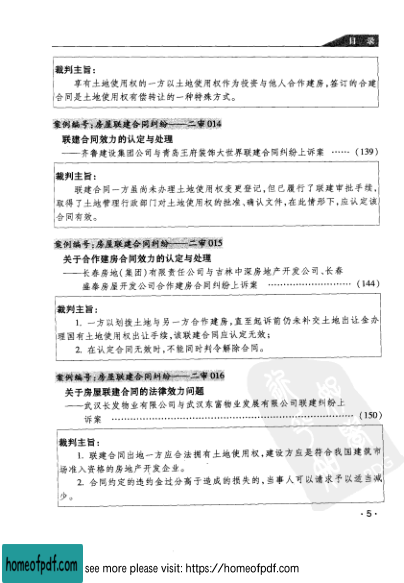 目 录
裁判主旨：
享有土地使用权的一方以土地使用权作为投资与他人合作建房，签订的合建
合同是土地使用权有偿转让的一种特殊方式。
案例编号：房屋联建合同纠纷——二审014
联建合同效力的认定与处理
——齐鲁建设集团公司与青岛王府装饰大世界联建合同纠纷上诉案 …… （139）
裁判主旨：
联建合同一方虽尚未办理土地使用权变更登记，但已履行了联建审批手续，
取得了土地管理行政部门对土地使用权的批准、确认文件，在此情形下，应认定该
合同有效。
案例编号：房屋联建合同纠纷——二审015
关于合作建房合同效力的认定与处理
——长春房地（集团）有限责任公司与吉林中深房地产开发公司、长春
盛泰房屋开发公司合作建房合同纠纷上诉案 ………………………… （144）
裁判主旨：
1. 一方以划拨土地与另一方合作建房，直至起诉前仍未补交土地出让金办
理国有土地使用权出让手续，该联建合同应认定无效；
2. 在认定合同无效时，不能同时判令解除合同。
案例编号：房屋联建合同纠纷——二审016
关于房屋联建合同的法律效力问题
——武汉长发物业有限公司与武汉东富物业发展有限公司联建纠纷上
诉案 ……………………………………………………………… （150）
裁判主旨：
1. 联建合同出地一方应合法拥有土地使用权，建设方应是符合我国建筑市
场准入资格的房地产开发企业。
2. 合同约定的违约金过分高于造成的损失的，当事人可以请求予以适当减
少。
·5·
homeofpdf.com
see more please visit: https://homeofpdf.com